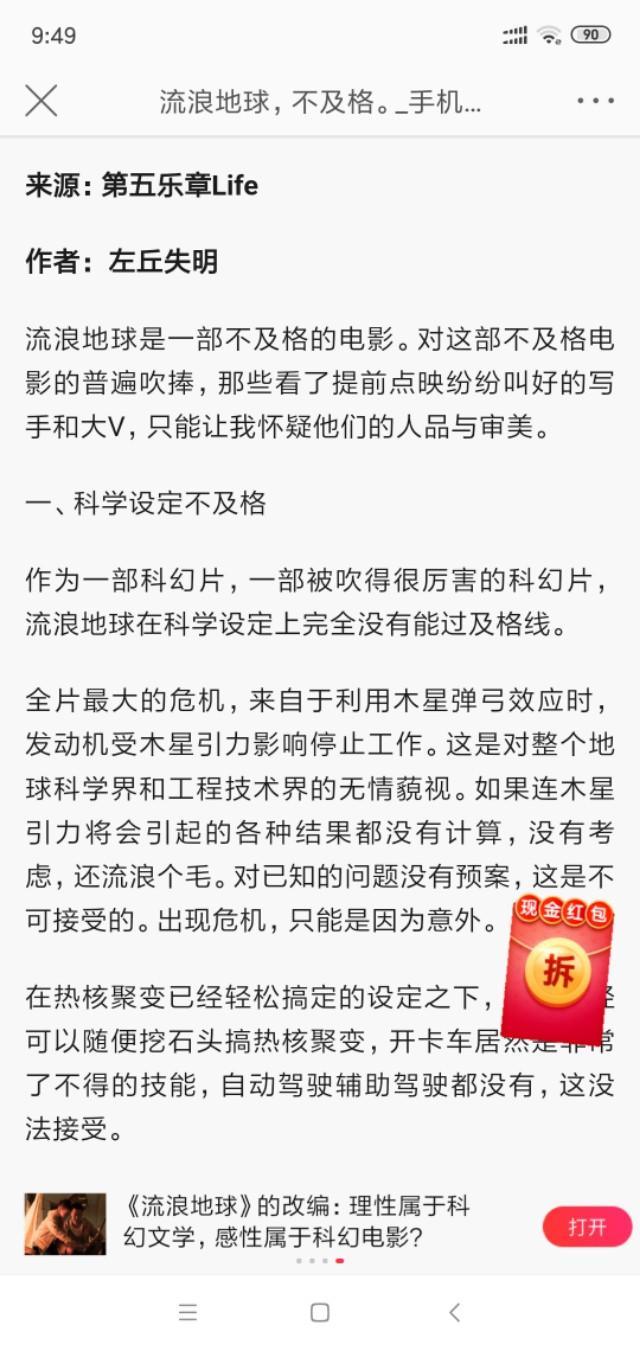 9:49
90
流浪地球，不及格。_手机...
来源：第五乐章Life
作者：左丘失明
流浪地球是一部不及格的电影。对这部不及格电
影的普遍吹捧，那些看了提前点映纷纷叫好的写
手和大V，只能让我怀疑他们的人品与审美。
一、科学设定不及格
作为一部科幻片，一部被吹得很厉害的科幻片，
流浪地球在科学设定上完全没有能过及格线。
全片最大的危机，来自于利用木星弹弓效应时，
发动机受木星引力影响停止工作。这是对整个地
球科学界和工程技术界的无情藐视。如果连木星
引力将会引起的各种结果都没有计算，没有考
虑，还流浪个毛。对已知的问题没有预案，这是不
可接受的。出现危机，只能是因为意外。
现金红包
拆
在热核聚变已经轻松搞定的设定之下，
可以随便挖石头搞热核聚变，开卡车居然是非常
了不得的技能，自动驾驶辅助驾驶都没有，这没
法接受。
《流浪地球》的改编：理性属于科
幻文学，感性属于科幻电影？
打开